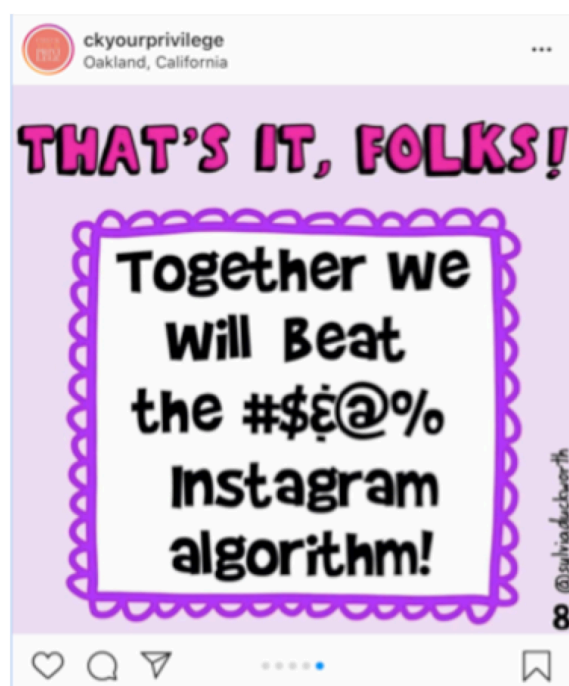 ckyourprivilege
Oakland, California
THAT'S IT, FOLKS!
Together we
will Beat
the #$&@%
Instagram
algorithm!
@sylviaduckworth
8